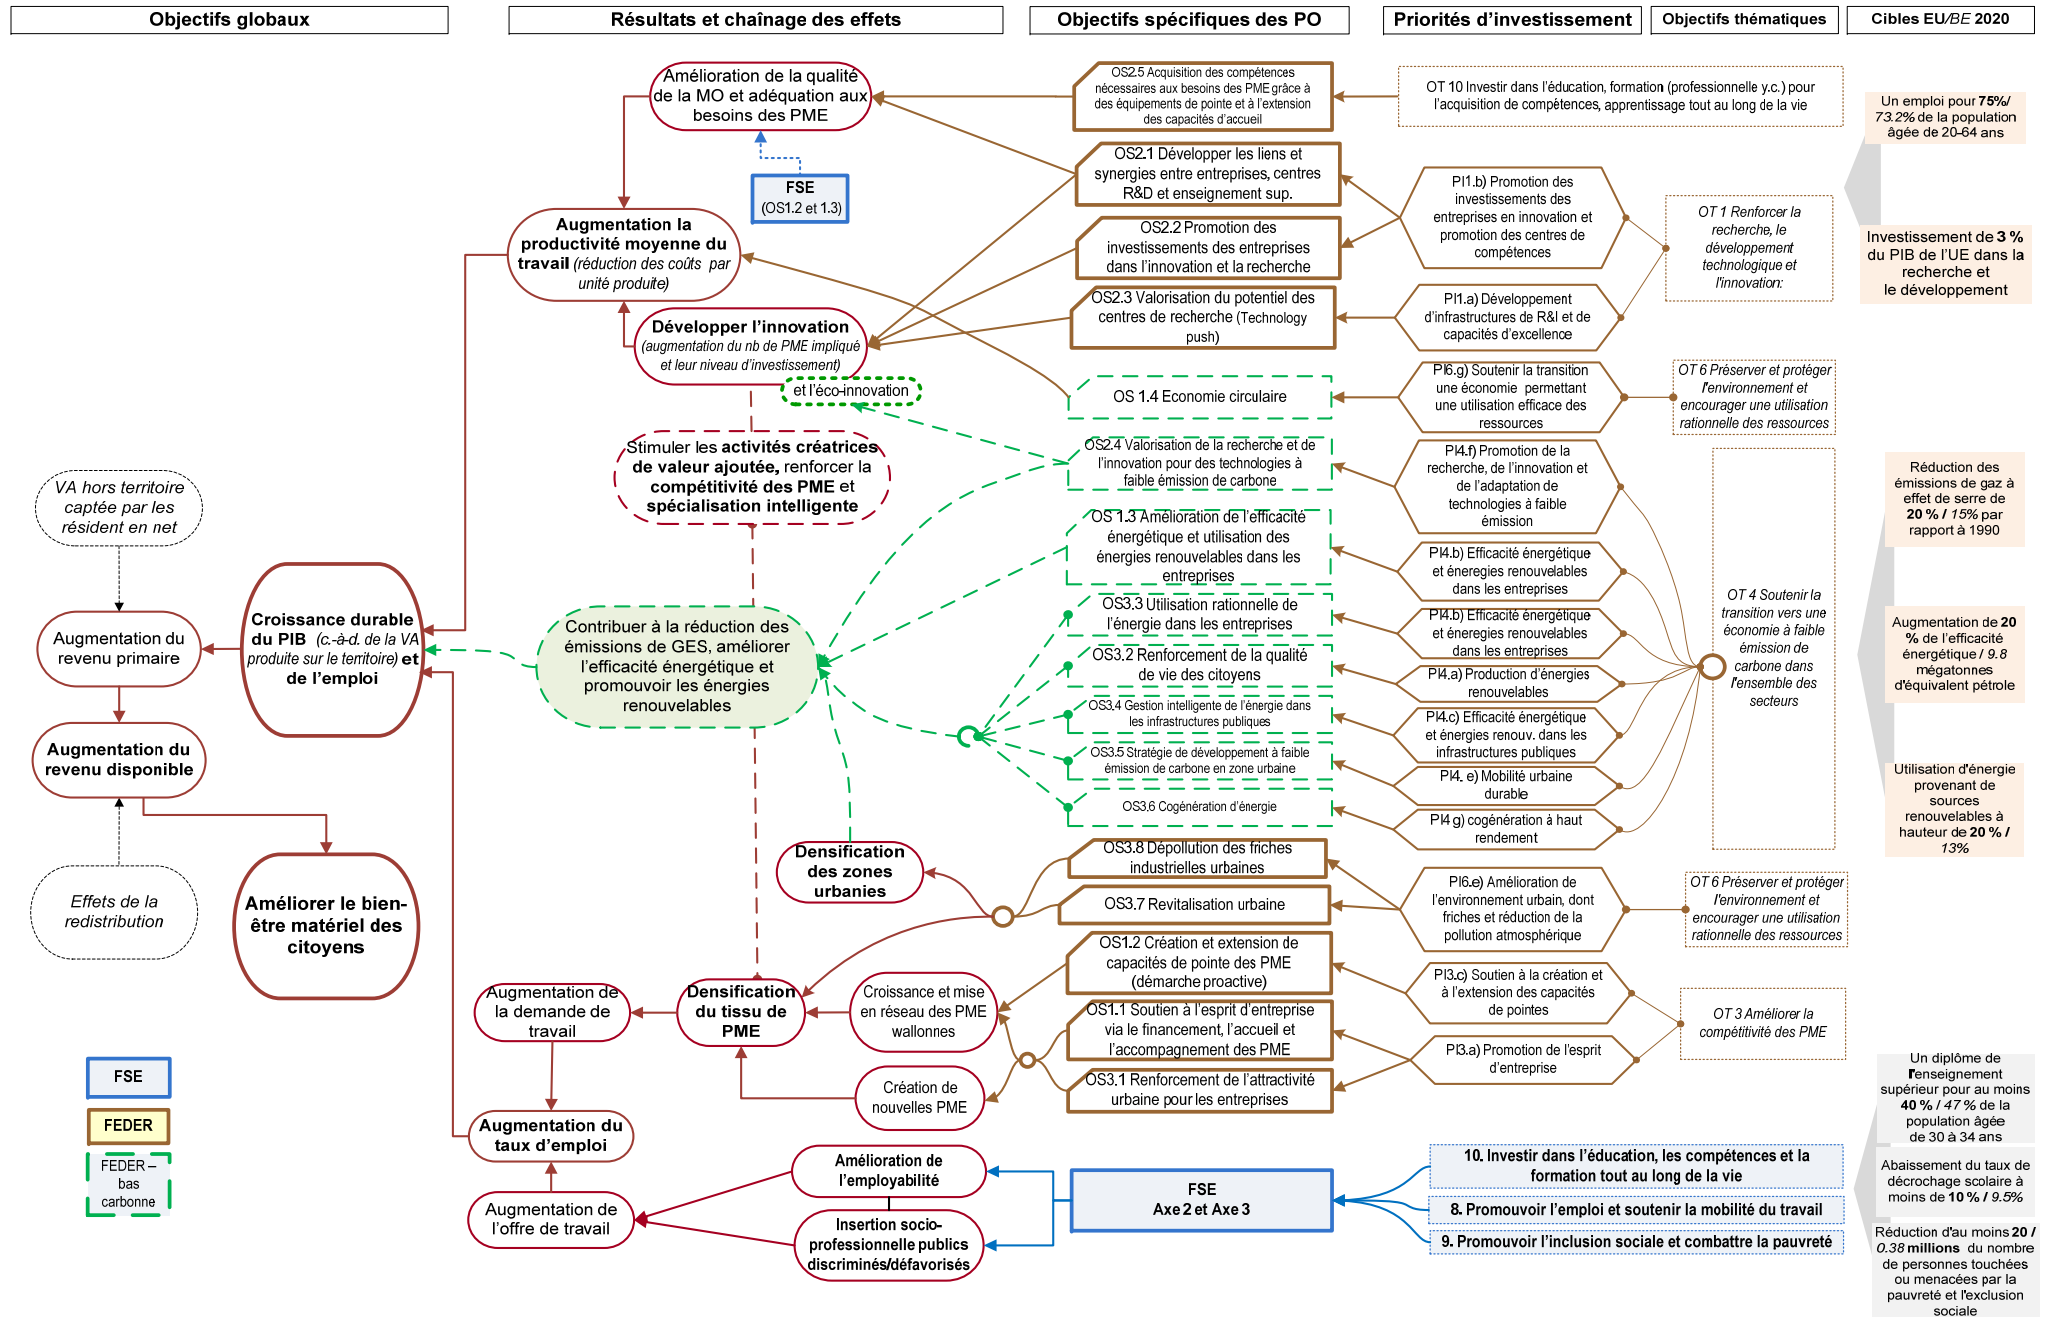 Objectifs globaux
Résultats et chaînage des effets
Objectifs spécifiques des PO
Priorités d'investissement
Objectifs thématiques
Cibles EU/BE 2020
VA hors territoire
captée par les
résident en net
Augmentation du
revenu primaire
Augmentation du
revenu disponible
Effets de la
redistribution
Croissance durable
du PIB (c.-à-d. de la VA
produite sur le territoire) et
de l'emploi
Améliorer le bien-
être matériel des
citoyens
FSE
FEDER
FEDER –
bas
carbonne
Amélioration de la qualité
de la MO et adéquation aux
besoins des PME
FSE
(OS1.2 et 1.3)
Augmentation la
productivité moyenne du
travail (réduction des coûts par
unité produite)
Développer l'innovation
(augmentation du nb de PME impliqué
et leur niveau d'investissement)
et l'éco-innovation
Stimuler les activités créatrices
de valeur ajoutée, renforcer la
compétitivité des PME et
spécialisation intelligente
Contribuer à la réduction des
émissions de GES, améliorer
l'efficacité énergétique et
promouvoir les énergies
renouvelables
Densification
des zones
urbanies
Augmentation de
la demande de
travail
Densification
du tissu de
PME
Croissance et mise
en réseau des PME
wallonnes
Création de
nouvelles PME
Augmentation du
taux d'emploi
Augmentation de
l'offre de travail
Amélioration de
l'employabilité
Insertion socio-
professionnelle publics
discriminés/défavorisés
OS2.5 Acquisition des compétences
nécessaires aux besoins des PME grâce à
des équipements de pointe et à l'extension
des capacités d'accueil
OS2.1 Développer les liens et
synergies entre entreprises, centres
R&D et enseignement sup.
OS2.2 Promotion des
investissements des entreprises
dans l'innovation et la recherche
OS2.3 Valorisation du potentiel des
centres de recherche (Technology
push)
OS 1.4 Economie circulaire
OS2.4 Valorisation de la recherche et de
l'innovation pour des technologies à
faible émission de carbone
OS 1.3 Amélioration de l'efficacité
énergétique et utilisation des
énergies renouvelables dans les
entreprises
OS3.3 Utilisation rationnelle de
l'énergie dans les entreprises
OS3.2 Renforcement de la qualité
de vie des citoyens
OS3.4 Gestion intelligente de l'énergie dans
les infrastructures publiques
OS3.5 Stratégie de développement à faible
émission de carbone en zone urbaine
OS3.6 Cogénération d'énergie
OS3.8 Dépollution des friches
industrielles urbaines
OS3.7 Revitalisation urbaine
OS1.2 Création et extension de
capacités de pointe des PME
(démarche proactive)
OS1.1 Soutien à l'esprit d'entreprise
via le financement, l'accueil et
l'accompagnement des PME
OS3.1 Renforcement de l'attractivité
urbaine pour les entreprises
FSE
Axe 2 et Axe 3
OT 10 Investir dans l'éducation, formation (professionnelle y.c.) pour
l'acquisition de compètences, apprentissage tout au long de la vie
PI1.b) Promotion des
investissements des
entreprises en innovation et
promotion des centres de
compétences
PI1.a) Développement
d'infrastructures de R&I et de
capacités d'excellence
PI6.g) Soutenir la transition
une économie permettant
une utilisation efficace des
ressources
PI4.f) Promotion de la
recherche, de l'innovation et
de l'adaptation de
technologies à faible
émission
PI4.b) Efficacité énergétique
et éneregies renouvelables
dans les entreprises
PI4.b) Efficacité énergétique
et éneregies renouvelables
dans les entreprises
PI4.a) Production d'énergies
renouvelables
PI4.c) Efficacité énergétique
et énergies renouv. dans les
infrastructures publiques
PI4. e) Mobilité urbaine
durable
PI4 g) cogénération à haut
rendement
PI6.e) Amélioration de
l'environnement urbain, dont
friches et réduction de la
pollution atmosphérique
PI3.c) Soutien à la création et
à l'extension des capacités
de pointes
PI3.a) Promotion de l'esprit
d'entreprise
10. Investir dans l'éducation, les compétences et la
formation tout au long de la vie
8. Promouvoir l'emploi et soutenir la mobilité du travail
9. Promouvoir l'inclusion sociale et combattre la pauvreté
OT 1 Renforcer la
recherche, le
développement
technologique et
l'innovation:
OT 6 Préserver et protéger
l'environnement et
encourager une utilisation
rationnelle des ressources
OT 4 Soutenir la
transition vers une
économie à faible
émission de
carbone dans
l'ensemble des
secteurs
OT 6 Préserver et protéger
l'environnement et
encourager une utilisation
rationnelle des ressources
OT 3 Améliorer la
compétitivité des PME
Un emploi pour 75%/
73.2% de la population
âgée de 20-64 ans
Investissement de 3 %
du PIB de l'UE dans la
recherche et
le développement
Réduction des
émissions de gaz à
effet de serre de
20 % / 15% par
rapport à 1990
Augmentation de 20
% de l'efficacité
énergétique / 9.8
mégatonnes
d'équivalent pétrole
Utilisation d'énergie
provenant de
sources
renouvelables à
hauteur de 20 % /
13%
Un diplôme de
l'enseignement
supérieur pour au moins
40 % / 47 % de la
population âgée
de 30 à 34 ans
Abaissement du taux de
décrochage scolaire à
moins de 10 % / 9.5%
Réduction d'au moins 20 /
0.38 millions du nombre
de personnes touchées
ou menacées par la
pauvreté et l'exclusion
sociale